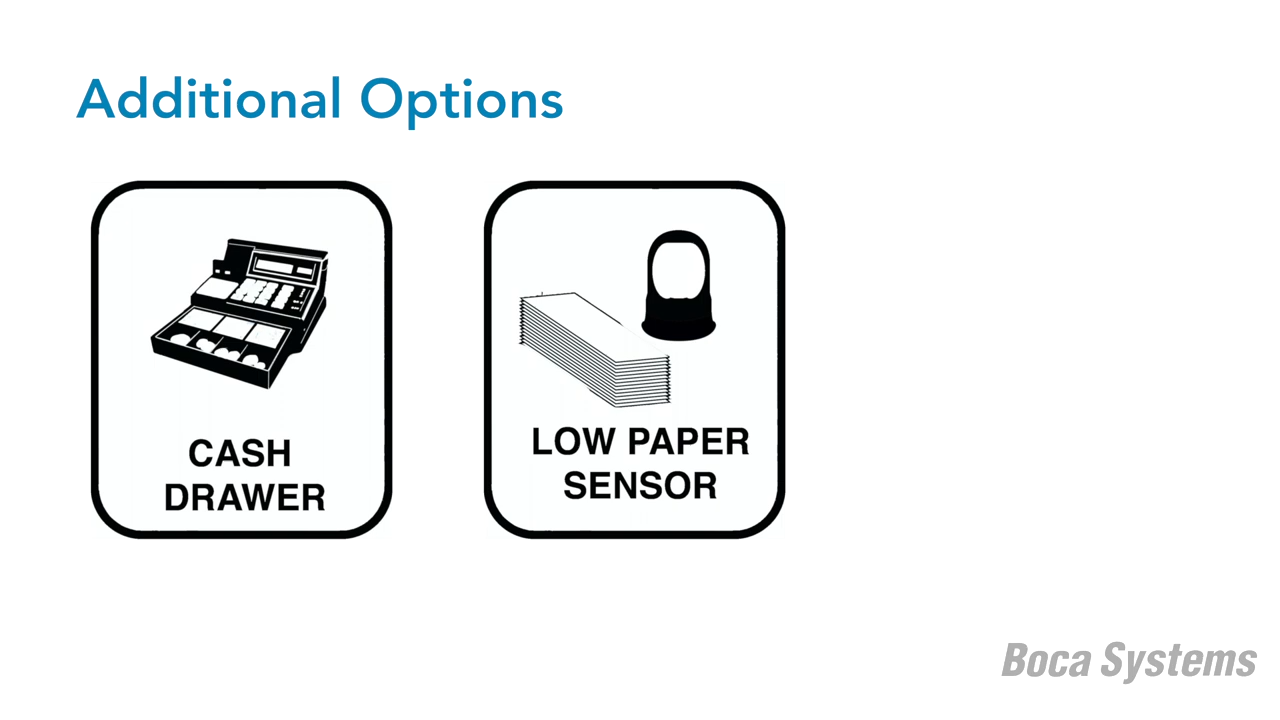 Additional Options
CASH
DRAWER
LOW PAPER
SENSOR
Boca Systems